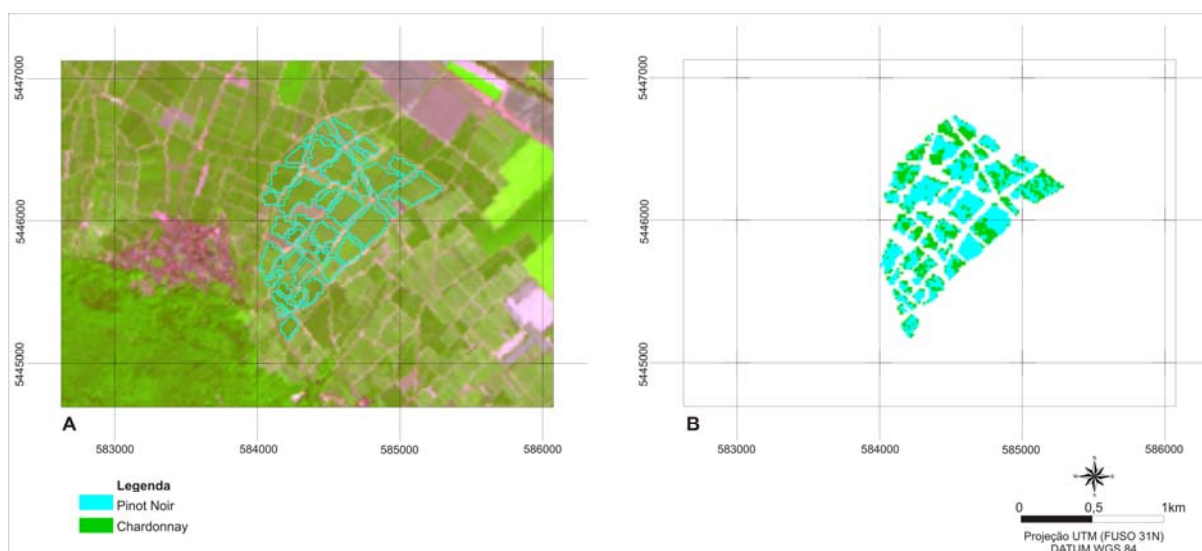 5447000
5446000
5445000
A
583000
584000
585000
586000
5447000
5446000
5445000
B
583000
584000
585000
586000
Legenda
Pinot Noir
Chardonnay
N
W
E
S
0
0,5
1km
Projeção UTM (FUSO 31N)
DATUM WGS 84